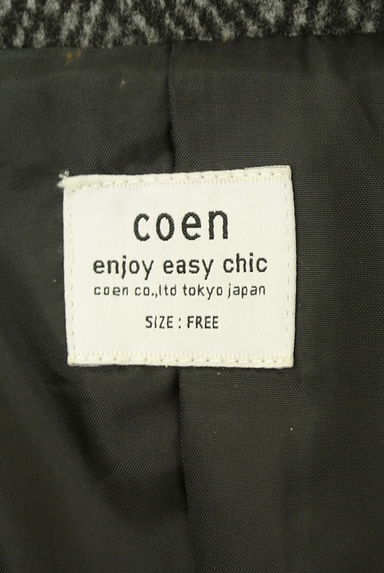 coen
enjoy easy chic
coen co.,ltd tokyo japan
SIZE : FREE